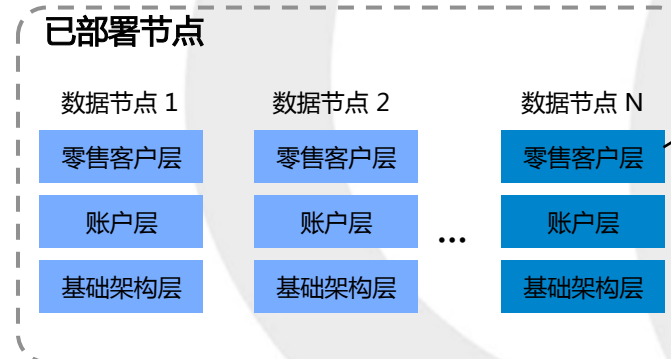 已部署节点
数据节点 1 数据节点 2 数据节点 N
零售客户层 零售客户层 零售客户层
账户层 账户层 ... 账户层
基础架构层 基础架构层 基础架构层